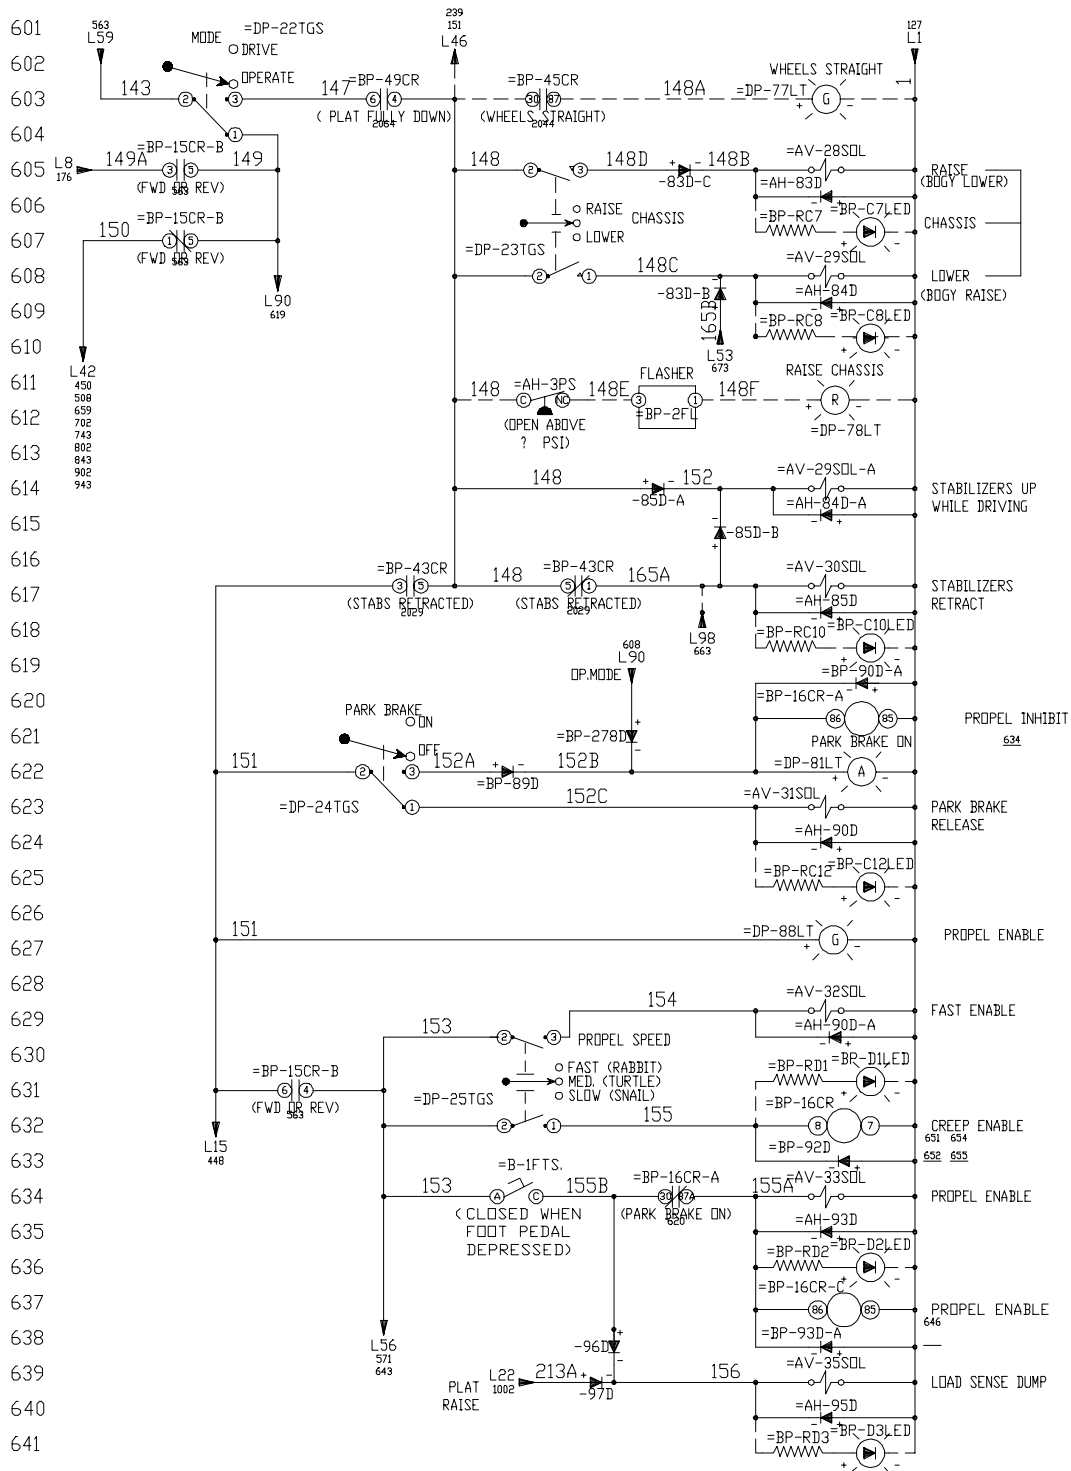 601
563
L59
MODE
=DP-22TGS
DRIVE
239
151
L46
127
L1
602
OPERATE
WHEELS STRAIGHT
603
143
2
3
147
=BP-49CR
6
4
( PLAT FULLY DOWN)
2064
=BP-45CR
30
87
(WHEELS STRAIGHT)
2044
148A
=DP-77LT
G
1
604
1
605
L8
176
149A
=BP-15CR-B
3
5
149
(FWD OR REV)
563
148
2
3
148D
-83D-C
148B
=AV-28SOL
RAISE
(BOGY LOWER)
=AH-83D
606
RAISE
CHASSIS
LOWER
=BP-RC7
=BP-C7LED
CHASSIS
607
150
=BP-15CR-B
1
5
(FWD OR REV)
563
=DP-23TGS
608
2
1
148C
=AV-29SOL
LOWER
(BOGY RAISE)
L90
619
-83D-B
=AH-84D
609
165B
=BP-RC8
=BP-C8LED
610
L53
673
L42
450
508
659
702
743
802
843
902
943
611
148
=AH-3PS
C
NC
148E
FLASHER
3
1
=BP-2FL
148F
RAISE CHASSIS
R
=DP-78LT
612
(OPEN ABOVE
? PSI)
613
614
148
-85D-A
152
=AV-29SOL-A
=AH-84D-A
STABILIZERS UP
WHILE DRIVING
615
-85D-B
616
617
=BP-43CR
3
5
(STABS RETRACTED)
2029
148
=BP-43CR
5
1
(STABS RETRACTED)
2029
165A
=AV-30SOL
=AH-85D
STABILIZERS
RETRACT
618
L98
663
=BP-RC10
=BP-C10LED
619
608
L90
OP.MODE
=BP-90D-A
620
PARK BRAKE
ON
=BP-16CR-A
86
85
PROPEL INHIBIT
634
621
OFF
=BP-278D
PARK BRAKE ON
622
151
2
3
152A
=BP-89D
152B
=DP-81LT
A
623
=DP-24TGS
1
152C
=AV-31SOL
PARK BRAKE
RELEASE
624
=AH-90D
625
=BP-RC12
=BP-C12LED
626
627
151
=DP-88LT
G
PROPEL ENABLE
628
629
153
2
3
154
=AV-32SOL
=AH-90D-A
FAST ENABLE
630
PROPEL SPEED
FAST (RABBIT)
MED. (TURTLE)
SLOW (SNAIL)
=BP-RD1
=BP-D1LED
631
=BP-15CR-B
6
4
(FWD OR REV)
563
=DP-25TGS
632
L15
448
2
1
155
=BP-16CR
8
7
CREEP ENABLE
651 654
652 655
633
=BP-92D
634
153
=B-1FTS.
A
C
(CLOSED WHEN
FOOT PEDAL
DEPRESSED)
155B
=BP-16CR-A
30
87A
(PARK BRAKE ON)
620
155A
=AV-33SOL
PROPEL ENABLE
635
=AH-93D
636
=BP-RD2
=BP-D2LED
637
=BP-16CR-C
86
85
PROPEL ENABLE
646
638
L56
571
643
-96D
=BP-93D-A
639
PLAT
RAISE
L22
1002
213A
-97D
156
=AV-35SOL
LOAD SENSE DUMP
640
=AH-95D
641
=BP-RD3
=BP-D3LED